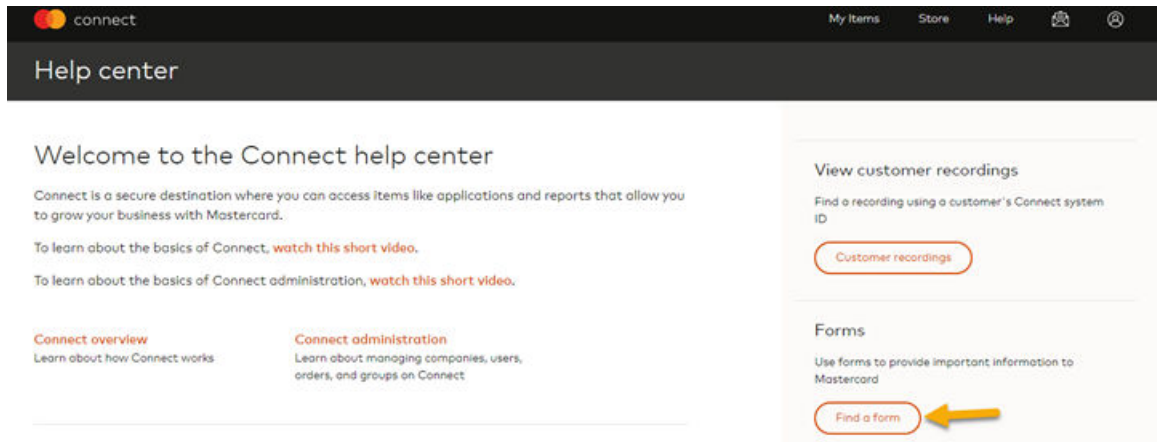 connect
My Items Store Help
Help center
Welcome to the Connect help center
Connect is a secure destination where you can access items like applications and reports that allow you
to grow your business with Mastercard.
To learn about the basics of Connect, watch this short video.
To learn about the basics of Connect administration, watch this short video.
Connect overview
Learn about how Connect works
Connect administration
Learn about managing companies, users,
orders, and groups on Connect
View customer recordings
Find a recording using a customer's Connect system
ID
Customer recordings
Forms
Use forms to provide important information to
Mastercard
Find a form